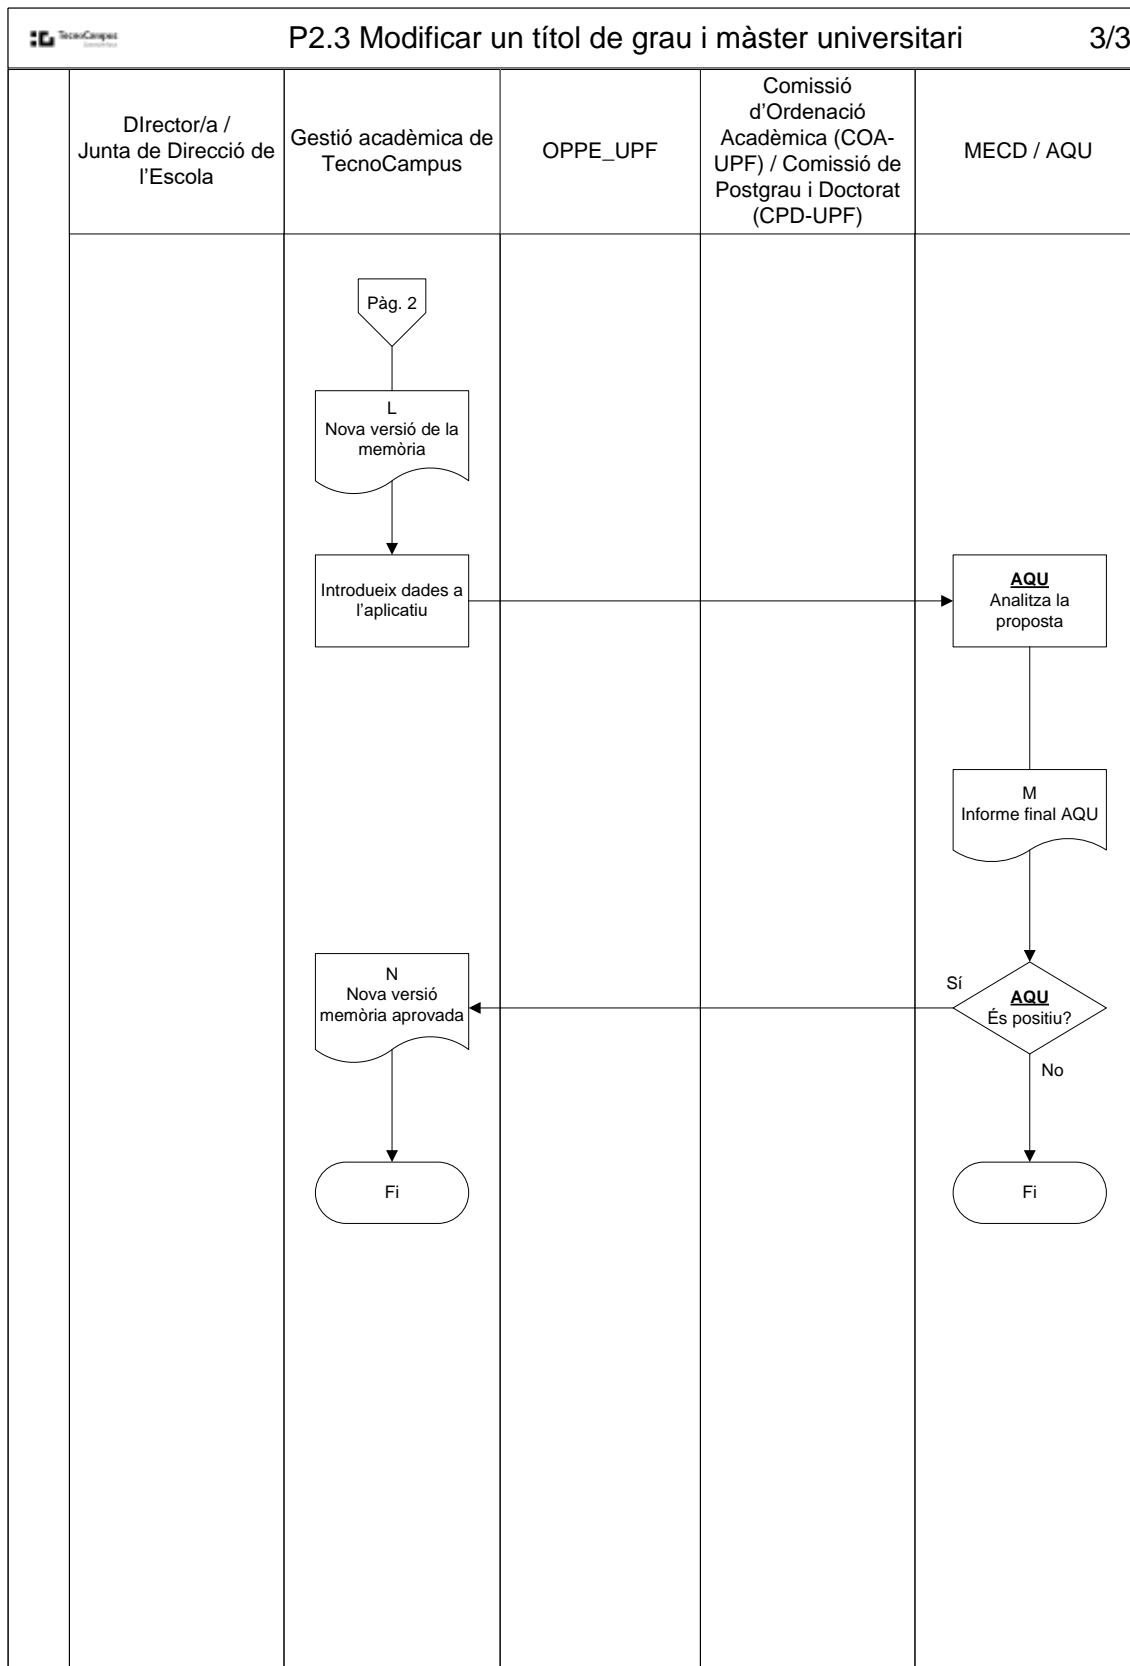 TecnoCampus
P2.3 Modificar un títol de grau i màster universitari
3/3
DIrector/a /
Junta de Direcció de
l’Escola
Gestió acadèmica de
TecnoCampus
OPPE_UPF
Comissió
d’Ordenació
Acadèmica (COA-
UPF) / Comissió de
Postgrau i Doctorat
(CPD-UPF)
MECD / AQU
Pàg. 2
L
Nova versió de la
memòria
Introdueix dades a
l’aplicatiu
AQU
Analitza la
proposta
M
Informe final AQU
N
Nova versió
memòria aprovada
Sí
AQU
És positiu?
No
Fi
Fi